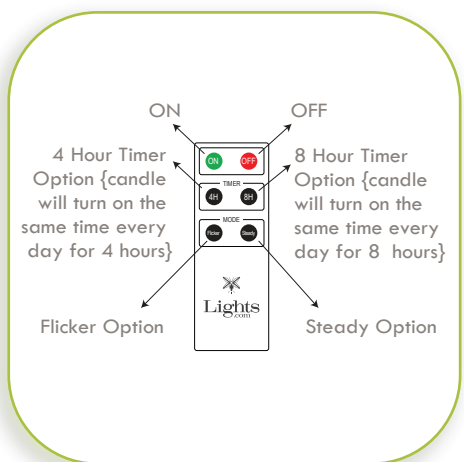 ON
OFF
4 Hour Timer
Option {candle
will turn on the
same time every
day for 4 hours}
8 Hour Timer
Option {candle
will turn on the
same time every
day for 8 hours}
ON OFF
TIMER
4H 8H
MODE
Flicker Steady
Lights
.com
Flicker Option
Steady Option